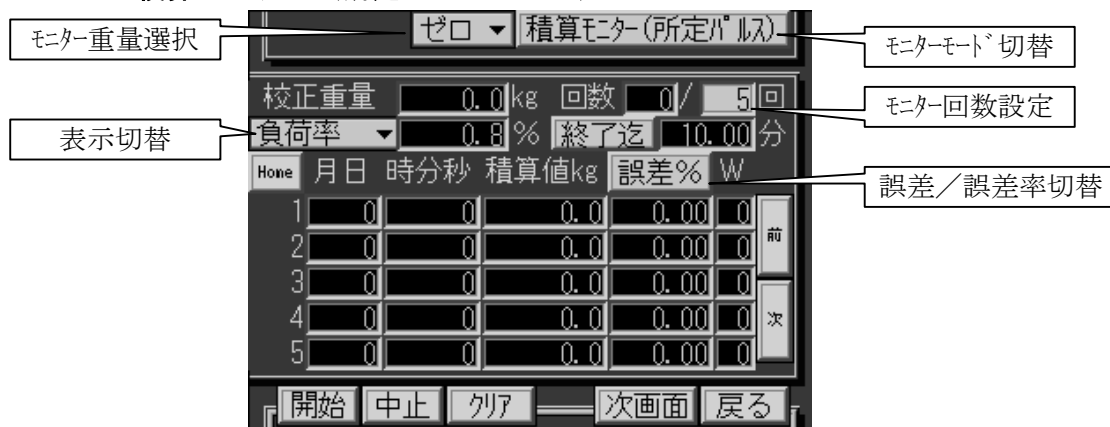 ﾓﾆﾀｰ重量選択
ゼロ ▼ 積算ﾓﾆﾀｰ(所定ﾊﾟﾙｽ)
ﾓﾆﾀｰﾓｰﾄﾞ切替
校正重量 0.0 kg 回数 0/ 5 回
ﾓﾆﾀｰ回数設定
表示切替
負荷率 ▼ 0.8 % 終了迄 10.00 分
Home 月日 時分秒 積算値kg 誤差% W
誤差／誤差率切替
1 0 0 0.0 0.00 0
前
2 0 0 0.0 0.00 0
3 0 0 0.0 0.00 0
次
4 0 0 0.0 0.00 0
5 0 0 0.0 0.00 0
開始 中止 ｸﾘｱ 次画面 戻る